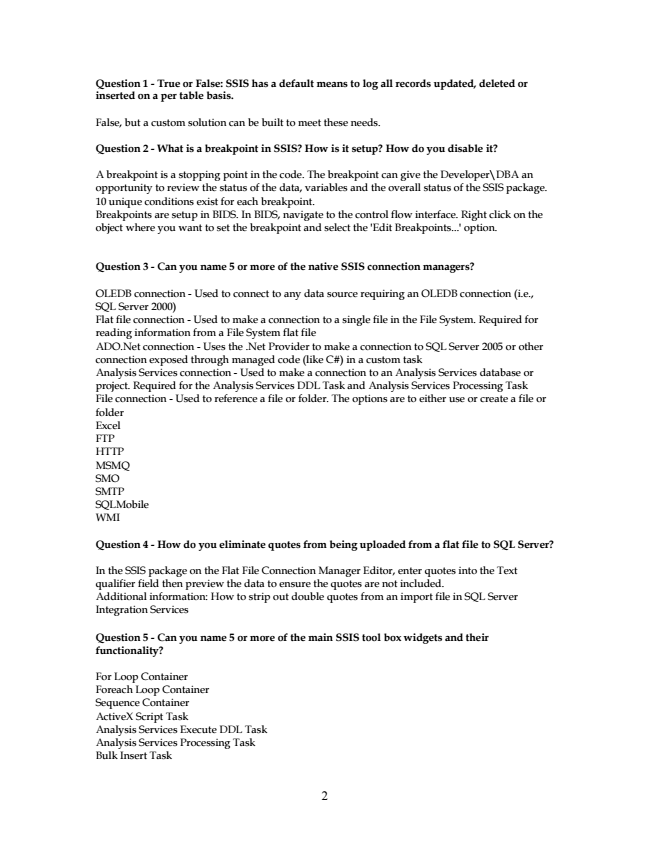 Question 1 - True or False: SSIS has a default means to log all records updated, deleted or
inserted on a per table basis.
False, but a custom solution can be built to meet these needs.
Question 2 - What is a breakpoint in SSIS? How is it setup? How do you disable it?
A breakpoint is a stopping point in the code. The breakpoint can give the Developer\DBA an
opportunity to review the status of the data, variables and the overall status of the SSIS package.
10 unique conditions exist for each breakpoint.
Breakpoints are setup in BIDS. In BIDS, navigate to the control flow interface. Right click on the
object where you want to set the breakpoint and select the 'Edit Breakpoints...' option.
Question 3 - Can you name 5 or more of the native SSIS connection managers?
OLEDB connection - Used to connect to any data source requiring an OLEDB connection (i.e.,
SQL Server 2000)
Flat file connection - Used to make a connection to a single file in the File System. Required for
reading information from a File System flat file
ADO.Net connection - Uses the .Net Provider to make a connection to SQL Server 2005 or other
connection exposed through managed code (like C#) in a custom task
Analysis Services connection - Used to make a connection to an Analysis Services database or
project. Required for the Analysis Services DDL Task and Analysis Services Processing Task
File connection - Used to reference a file or folder. The options are to either use or create a file or
folder
Excel
FTP
HTTP
MSMQ
SMO
SMTP
SQLMobile
WMI
Question 4 - How do you eliminate quotes from being uploaded from a flat file to SQL Server?
In the SSIS package on the Flat File Connection Manager Editor, enter quotes into the Text
qualifier field then preview the data to ensure the quotes are not included.
Additional information: How to strip out double quotes from an import file in SQL Server
Integration Services
Question 5 - Can you name 5 or more of the main SSIS tool box widgets and their
functionality?
For Loop Container
Foreach Loop Container
Sequence Container
ActiveX Script Task
Analysis Services Execute DDL Task
Analysis Services Processing Task
Bulk Insert Task
2